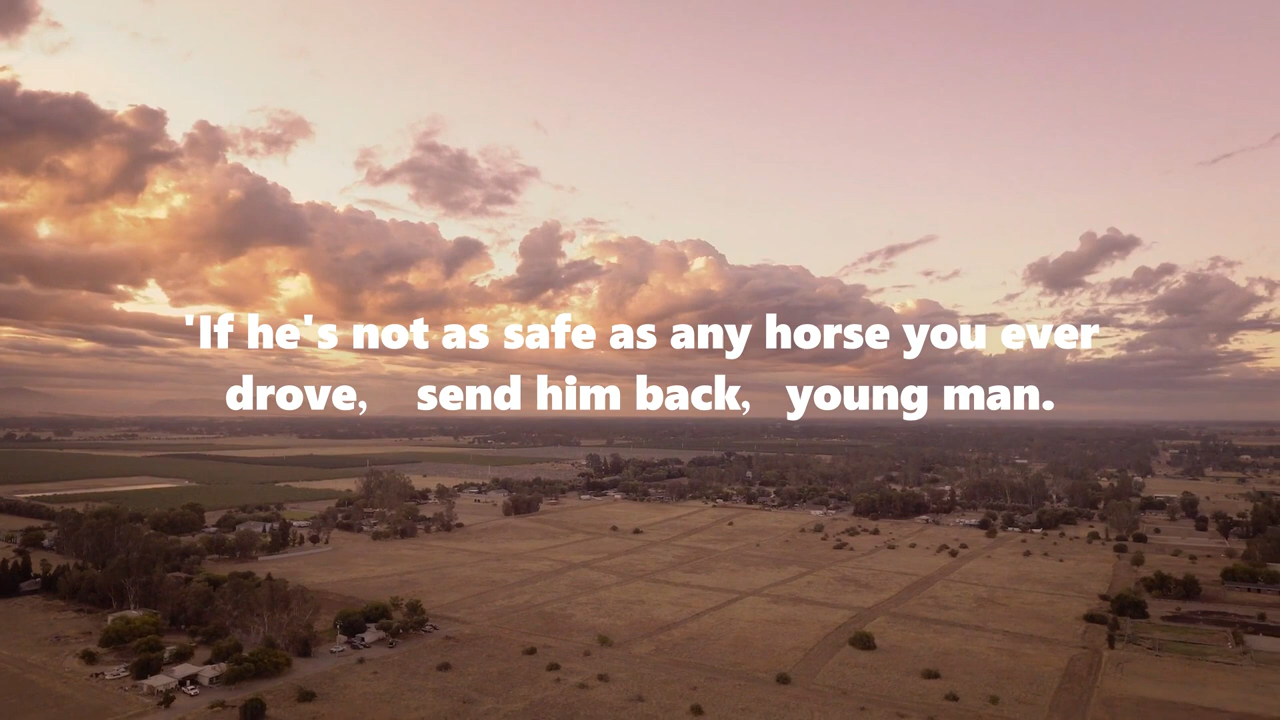 'If he's not as safe as any horse you ever
drove, send him back, young man.